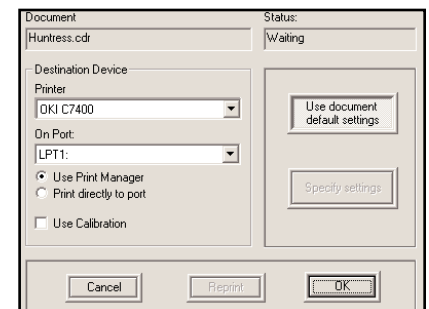 Document
Status:
Huntress.cdr
Waiting
Destination Device
Printer
OKI C7400
On Port:
LPT1:
Use Print Manager
Print directly to port
Use Calibration
Use document
default settings
Specify settings
Cancel
Reprint
OK